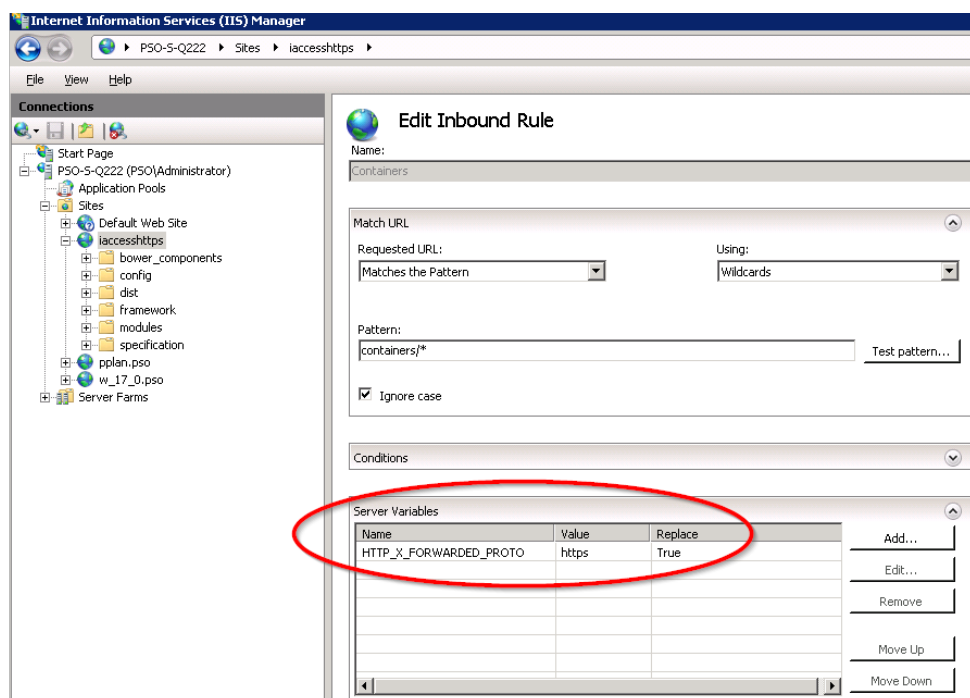 Internet Information Services (IIS) Manager
PSO-S-Q222 Sites iaccesshttps
File View Help
Connections
Start Page
PSO-S-Q222 (PSO\Administrator)
Application Pools
Sites
Default Web Site
iaccesshttps
bower_components
config
dist
framework
modules
specification
pplan.pso
w_17_0.pso
Server Farms
Edit Inbound Rule
Name:
Containers
Match URL
Requested URL: Using:
Matches the Pattern Wildcards
Pattern:
containers/* Test pattern...
Ignore case
Conditions
Server Variables
Name Value Replace Add...
HTTP_X_FORWARDED_PROTO https True
Edit...
Remove
Move Up
Move Down